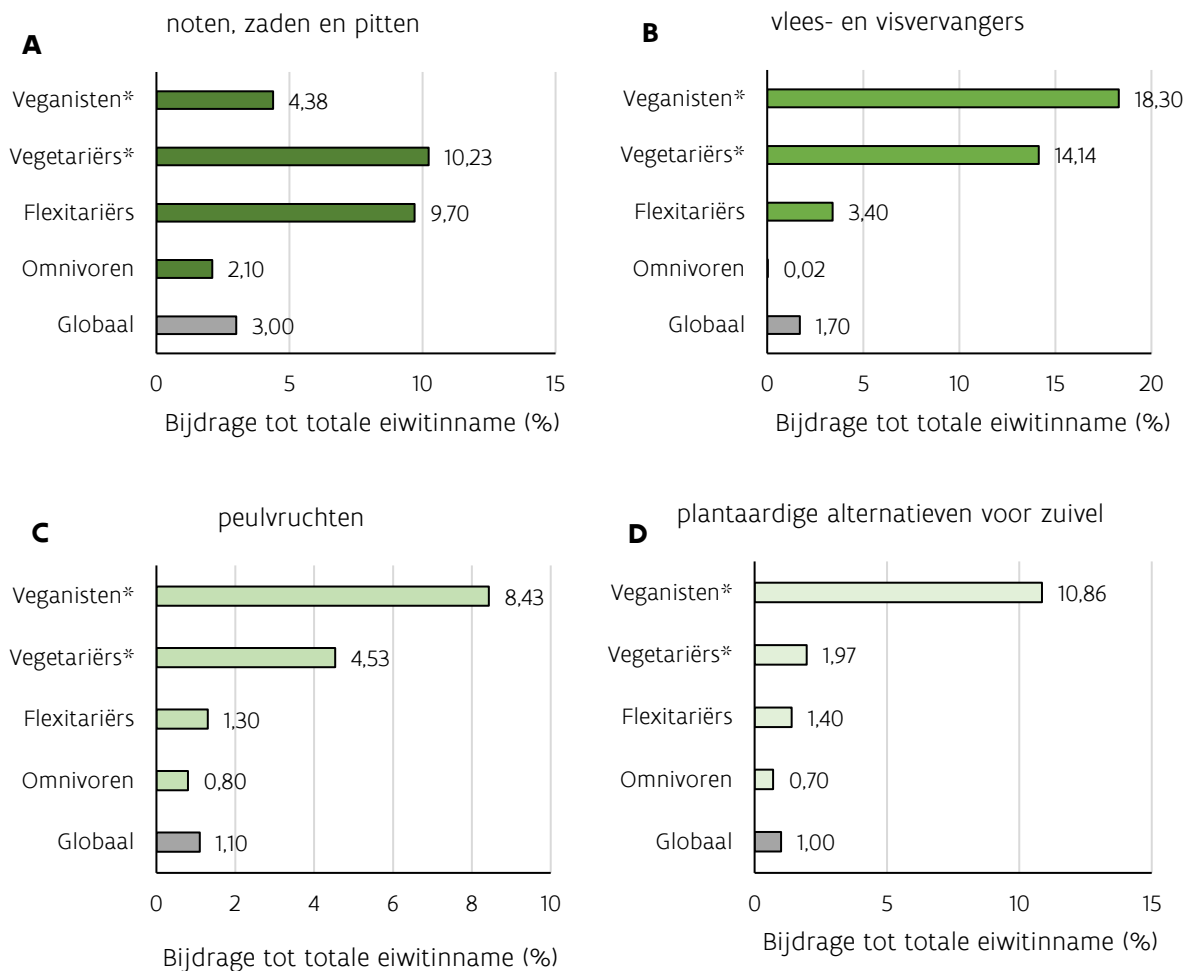 A
noten, zaden en pitten
Veganisten*
4,38
Vegetariërs*
10,23
Flexitariërs
9,70
Omnivoren
2,10
Globaal
3,00
0 5 10 15
Bijdrage tot totale eiwitinname (%)
B
vlees- en visvervangers
Veganisten*
18,30
Vegetariërs*
14,14
Flexitariërs
3,40
Omnivoren
0,02
Globaal
1,70
0 5 10 15 20
Bijdrage tot totale eiwitinname (%)
C
peulvruchten
Veganisten*
8,43
Vegetariërs*
4,53
Flexitariërs
1,30
Omnivoren
0,80
Globaal
1,10
0 2 4 6 8 10
Bijdrage tot totale eiwitinname (%)
D
plantaardige alternatieven voor zuivel
Veganisten*
10,86
Vegetariërs*
1,97
Flexitariërs
1,40
Omnivoren
0,70
Globaal
1,00
0 5 10 15
Bijdrage tot totale eiwitinname (%)